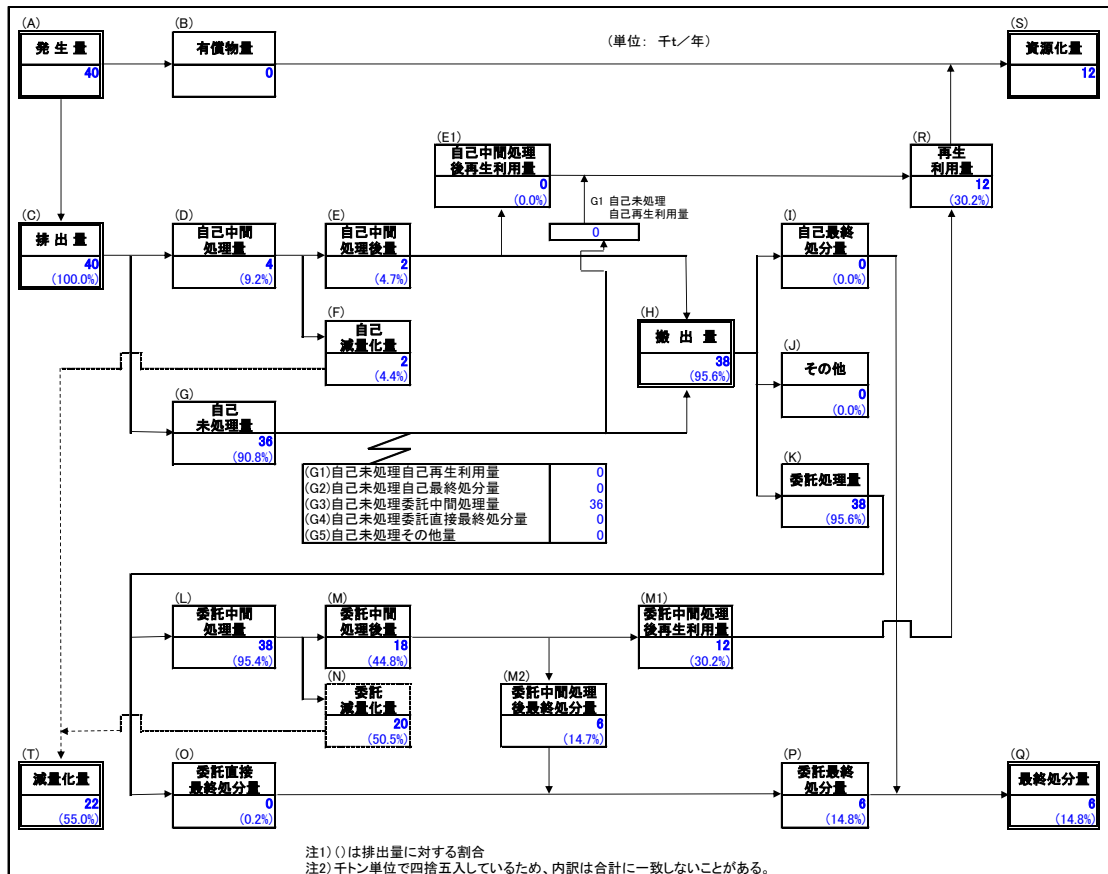 (A)
発 生 量
40
(B)
有償物量
0
(単位： 千t／年)
(S)
資源化量
12
(E1)
自己中間処理
後再生利用量
0
(0.0%)
(R)
再生
利用量
12
(30.2%)
G1 自己未処理
自己再生利用量
0
(C)
排 出 量
40
(100.0%)
(D)
自己中間
処理量
4
(9.2%)
(E)
自己中間
処理後量
2
(4.7%)
(I)
自己最終
処分量
0
(0.0%)
(F)
自己
減量化量
2
(4.4%)
(H)
搬 出 量
38
(95.6%)
(J)
その他
0
(0.0%)
(G)
自己
未処理量
36
(90.8%)
(G1)自己未処理自己再生利用量 0
(G2)自己未処理自己最終処分量 0
(G3)自己未処理委託中間処理量 36
(G4)自己未処理委託直接最終処分量 0
(G5)自己未処理その他量 0
(K)
委託処理量
38
(95.6%)
(L)
委託中間
処理量
38
(95.4%)
(M)
委託中間
処理後量
18
(44.8%)
(M1)
委託中間処理
後再生利用量
12
(30.2%)
(N)
委託
減量化量
20
(50.5%)
(M2)
委託中間処理
後最終処分量
6
(14.7%)
(T)
減量化量
22
(55.0%)
(O)
委託直接
最終処分量
0
(0.2%)
(P)
委託最終
処分量
6
(14.8%)
(Q)
最終処分量
6
(14.8%)
注1)()は排出量に対する割合
注2)千トン単位で四捨五入しているため、内訳は合計に一致しないことがある。